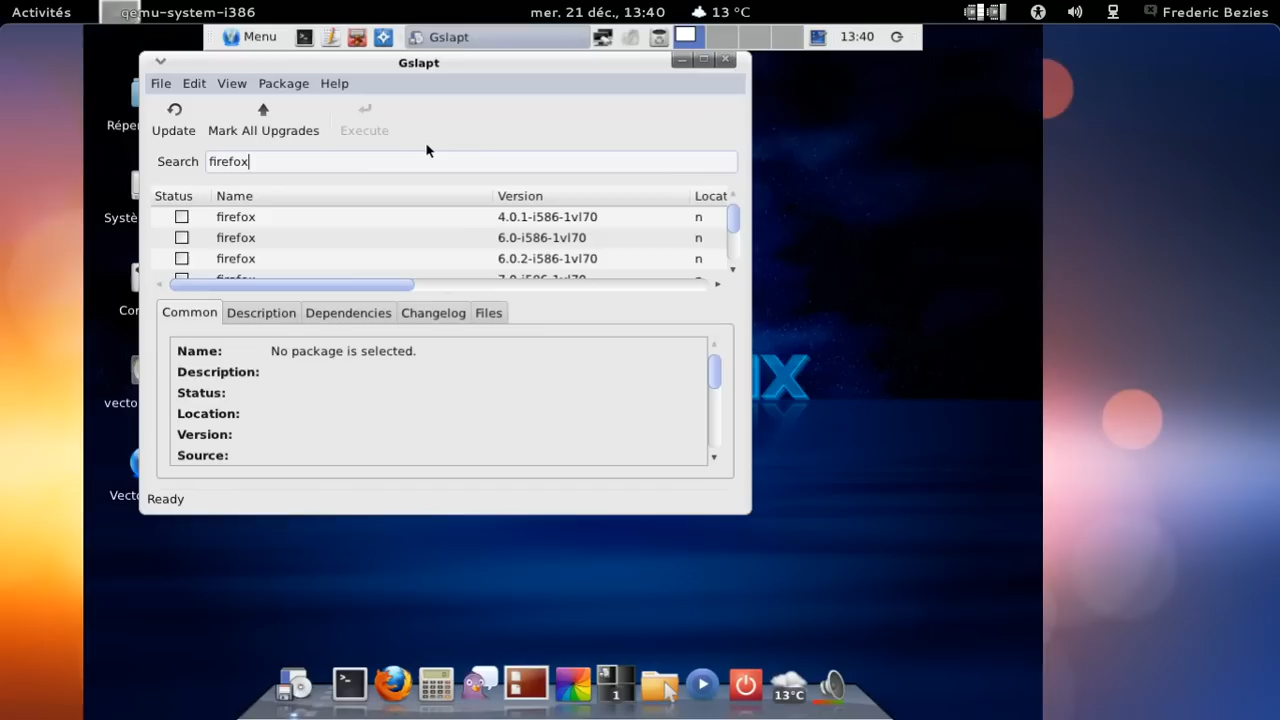 Activités qemu-system-i386 mer. 21 déc., 13:40 13 °C Frederic Bezies
Menu Gslapt 13:40
Gslapt
File Edit View Package Help
Update Mark All Upgrades Execute
Search firefox
Status Name Version Locat
firefox 4.0.1-i586-1vl70 n
firefox 6.0-i586-1vl70 n
firefox 6.0.2-i586-1vl70 n
Common Description Dependencies Changelog Files
Name: No package is selected.
Description:
Status:
Location:
Version:
Source:
Ready
Réper
Systè
Cor
vecto
Vecto
IX
1
13°C